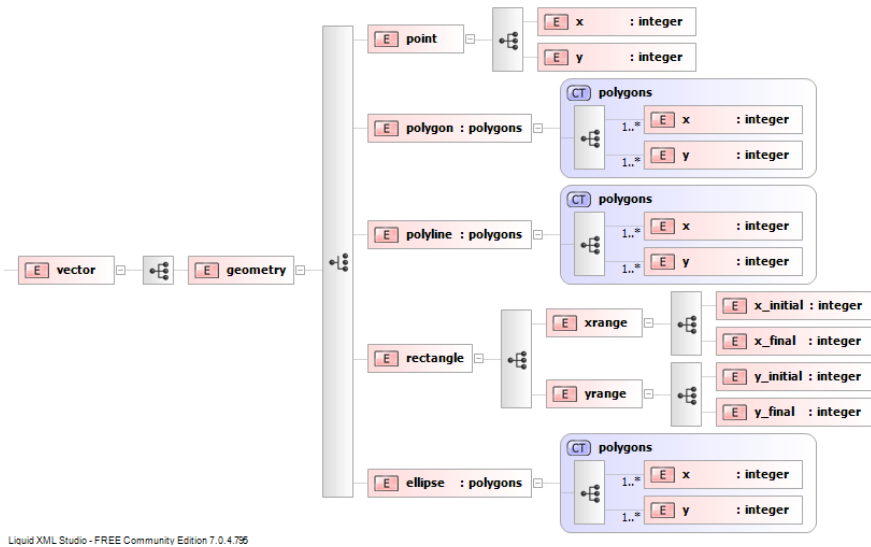 E vector
E geometry
E point
E x : integer
E y : integer
E polygon : polygons
CT polygons
1..* E x : integer
1..* E y : integer
E polyline : polygons
CT polygons
1..* E x : integer
1..* E y : integer
E rectangle
E xrange
E x_initial : integer
E x_final : integer
E yrange
E y_initial : integer
E y_final : integer
E ellipse : polygons
CT polygons
1..* E x : integer
1..* E y : integer
Liquid XML Studio - FREE Community Edition 7.0.4.795